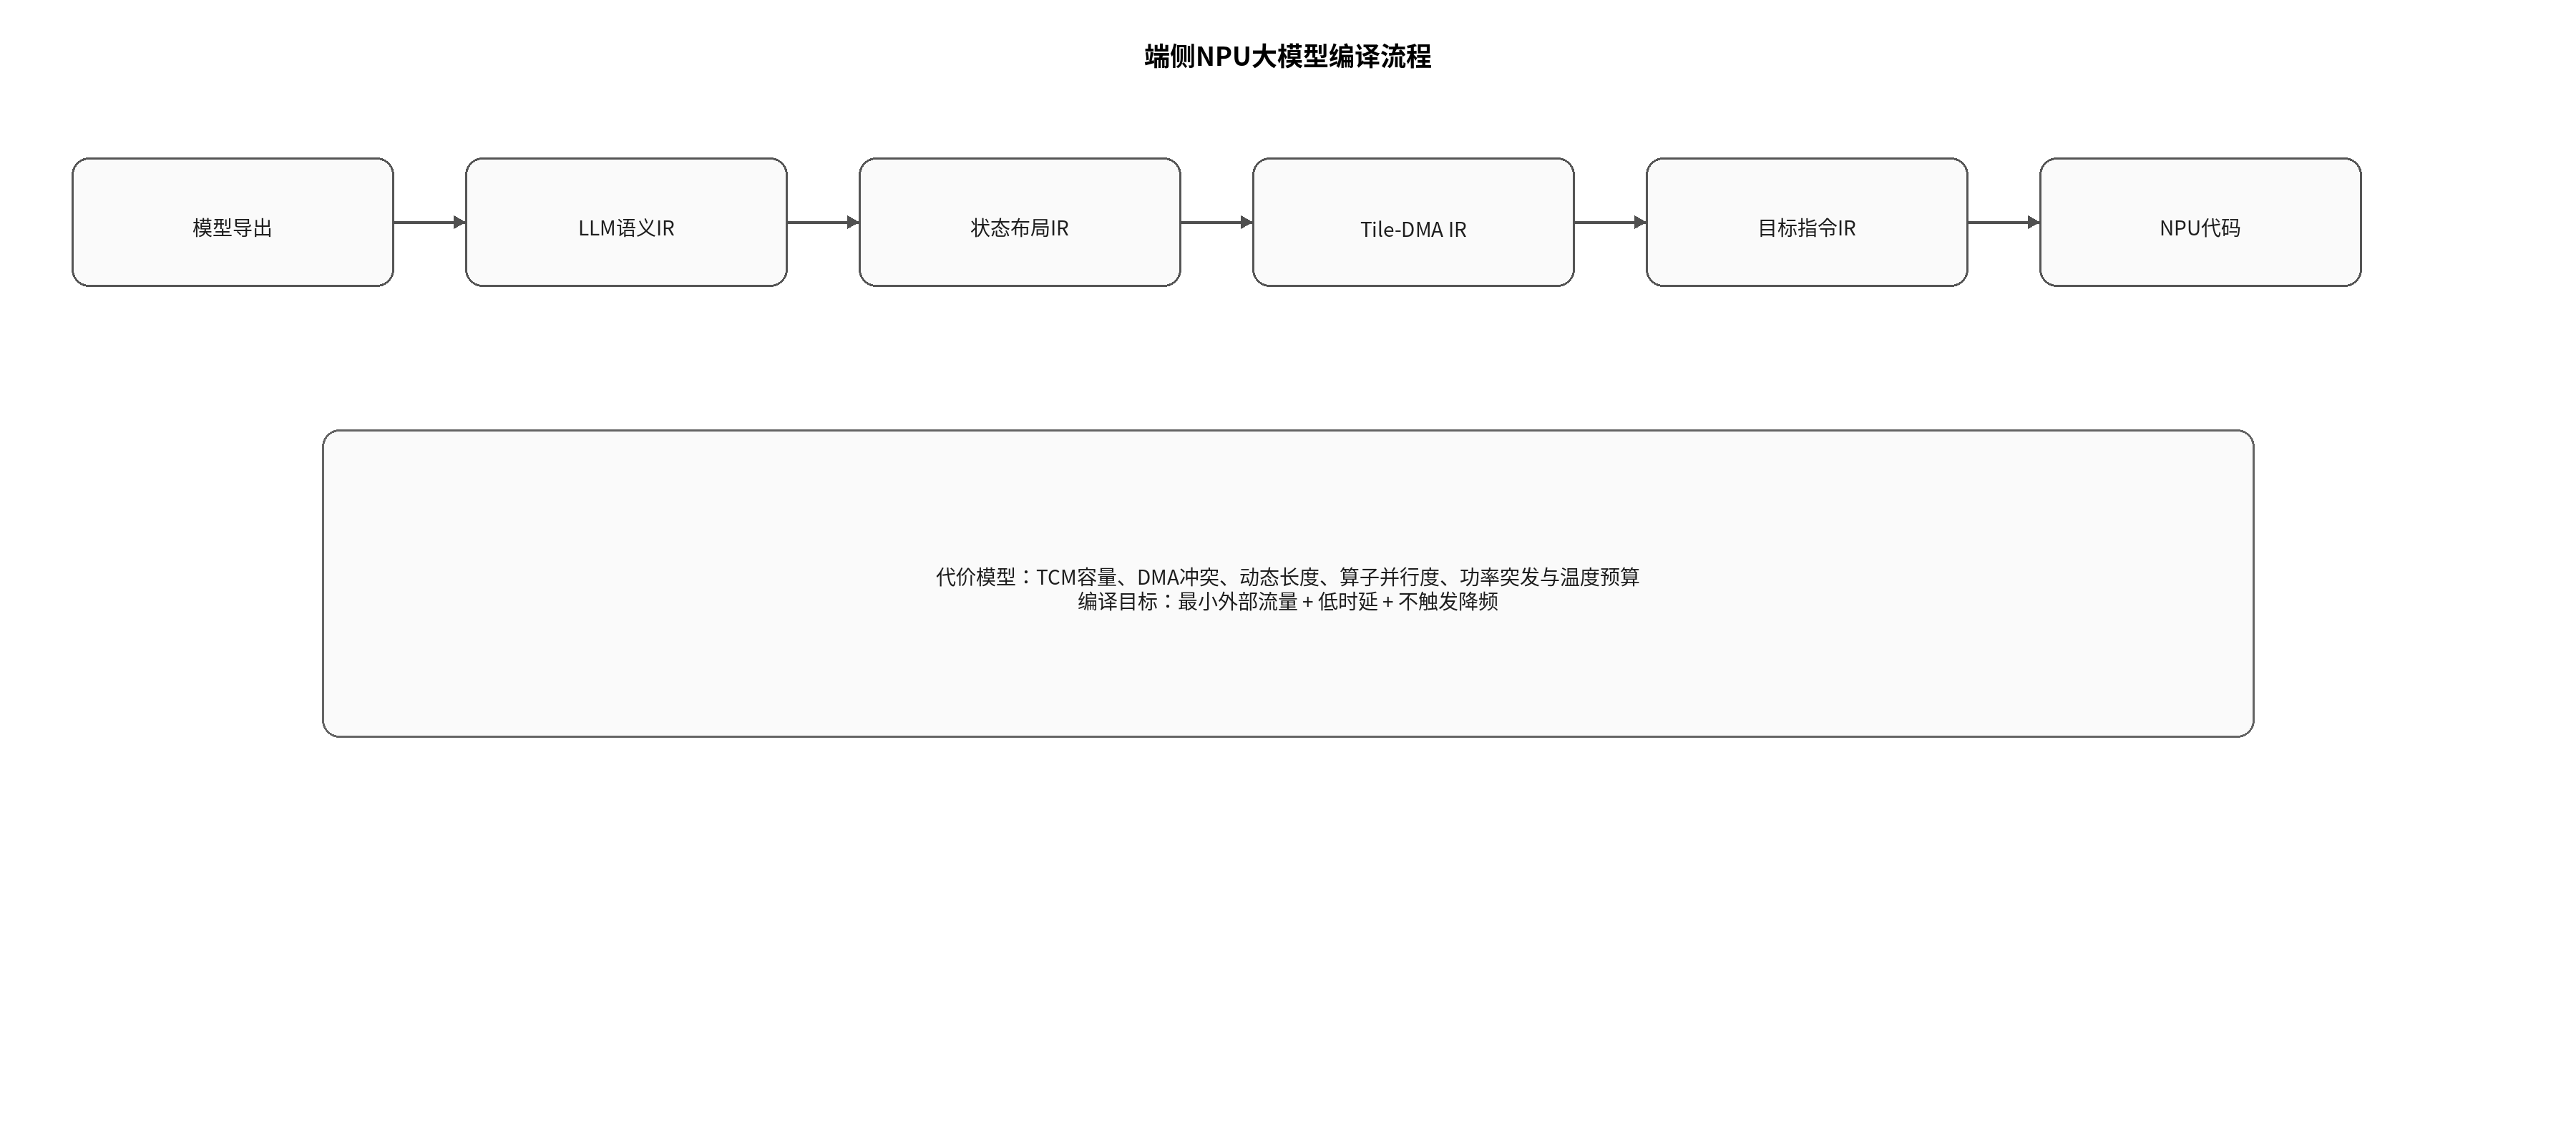 端侧NPU大模型编译流程
模型导出
LLM语义IR
状态布局IR
Tile-DMA IR
目标指令IR
NPU代码
代价模型：TCM容量、DMA冲突、动态长度、算子并行度、功率突发与温度预算
编译目标：最小外部流量 + 低时延 + 不触发降频